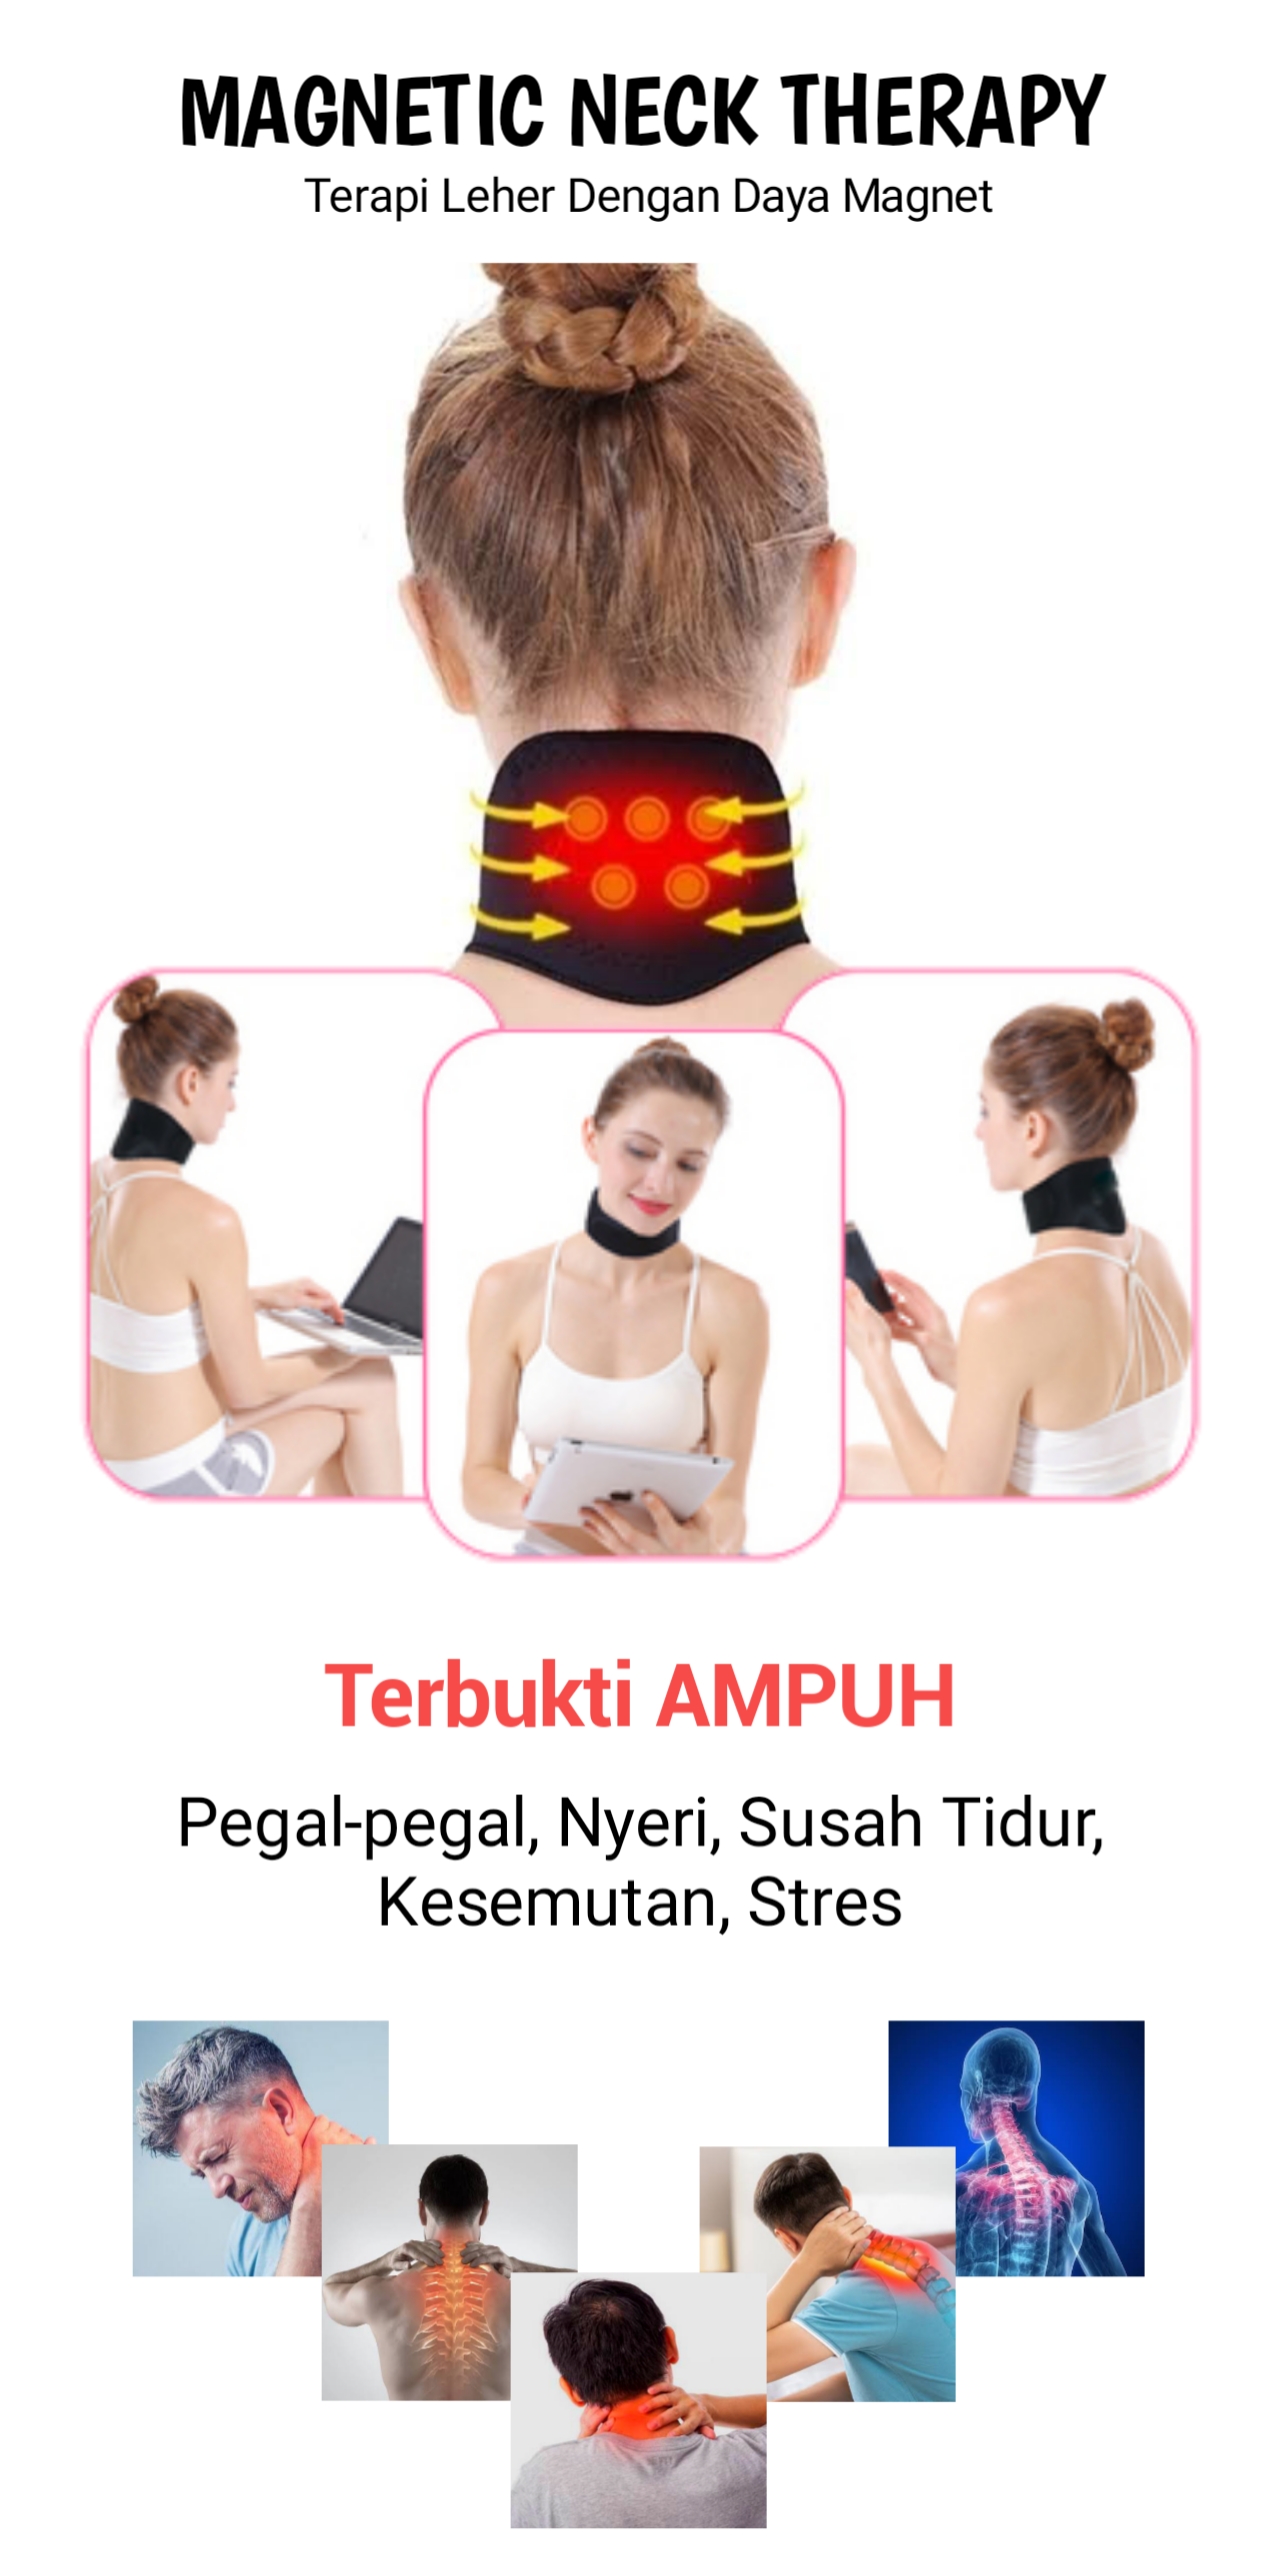 MAGNETIC NECK THERAPY
Terapi Leher Dengan Daya Magnet
Terbukti AMPUH
Pegal-pegal, Nyeri, Susah Tidur,
Kesemutan, Stres